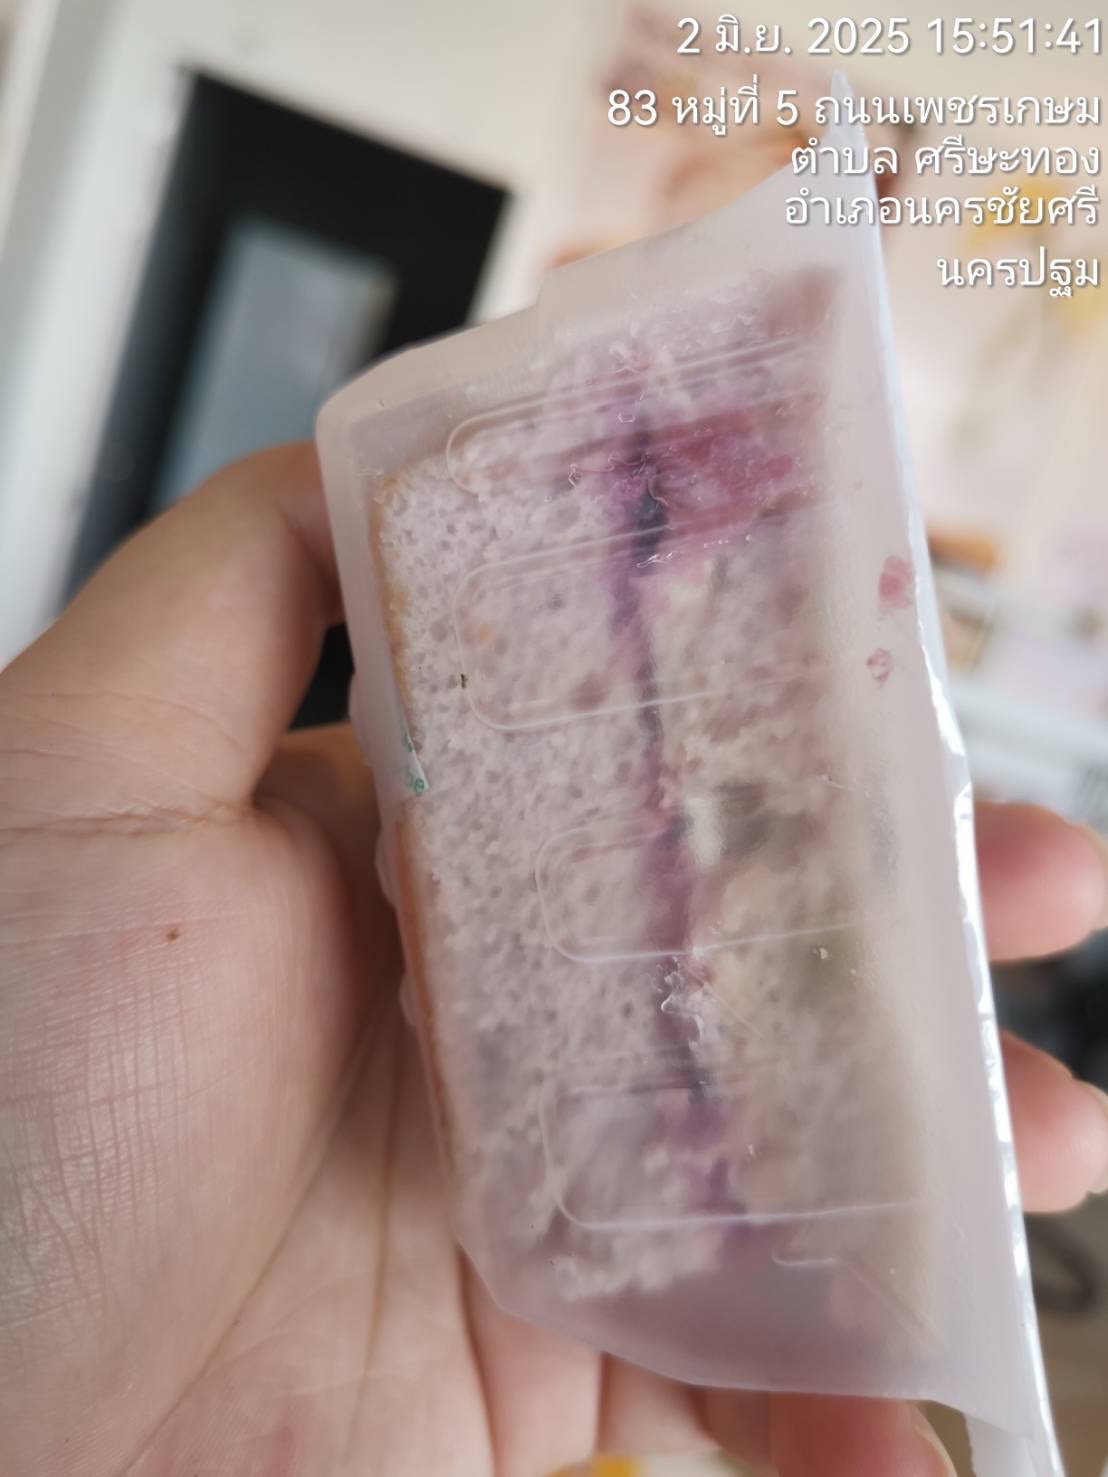 2 มิ.ย. 2025 15:51:41
83 หมู่ที่ 5 ถนนเพชรเกษม
ตำบล ศรีษะทอง
อำเภอนครชัยศรี
นครปฐม